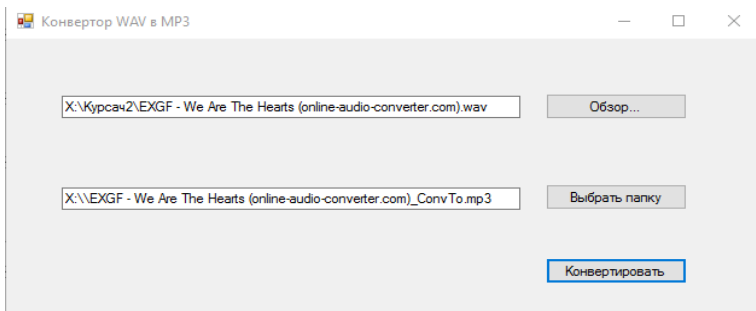 Конвертор WAV в MP3
X:\Курсач2\EXGF - We Are The Hearts (online-audio-converter.com).wav
Обзор...
X:\\EXGF - We Are The Hearts (online-audio-converter.com)_ConvTo.mp3
Выбрать папку
Конвертировать